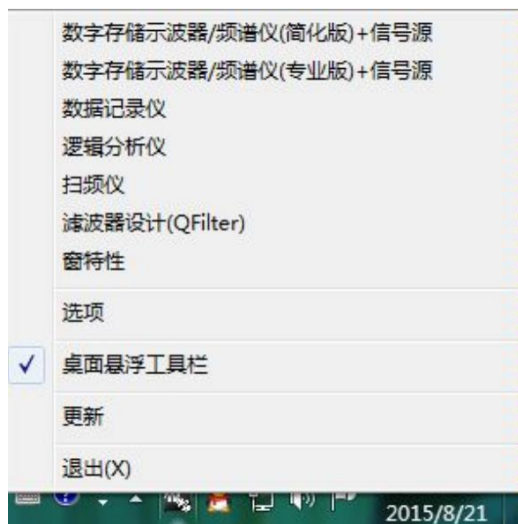 数字存储示波器/频谱仪(简化版)+信号源
数字存储示波器/频谱仪(专业版)+信号源
数据记录仪
逻辑分析仪
扫频仪
滤波器设计(QFilter)
窗特性
选项
桌面悬浮工具栏
更新
退出(X)
2015/8/21